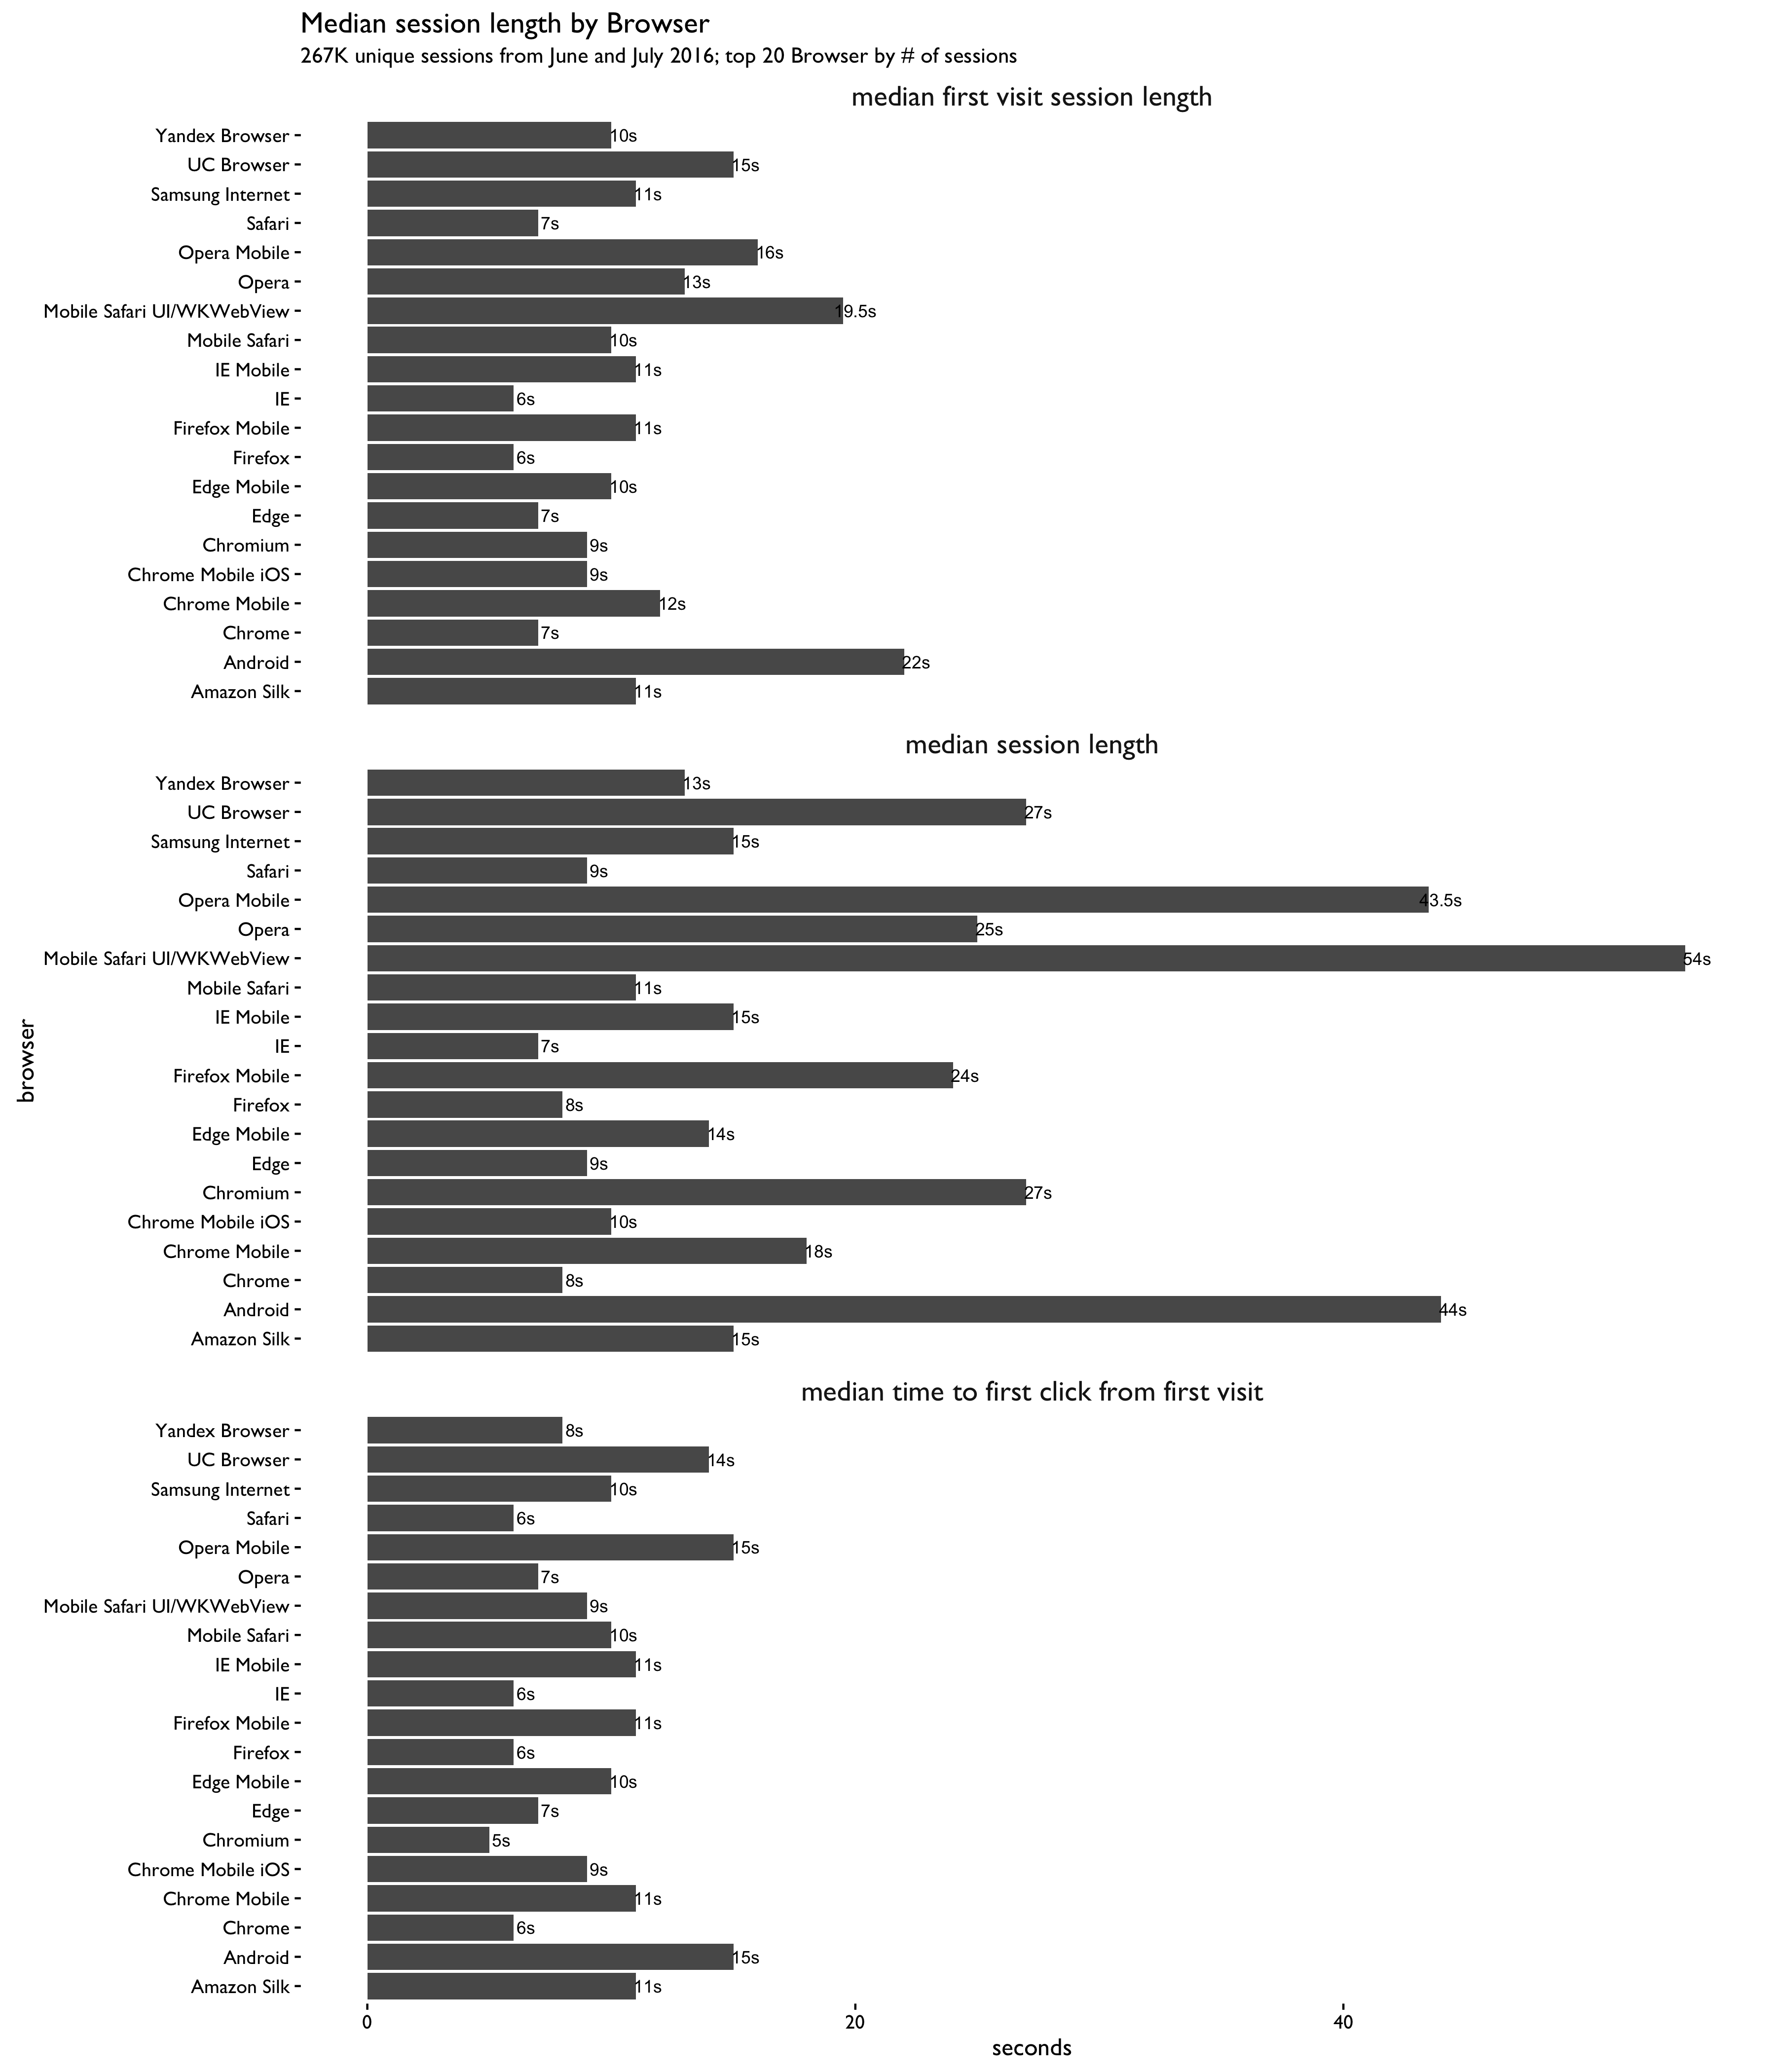 Median session length by Browser
267K unique sessions from June and July 2016; top 20 Browser by # of sessions
median first visit session length
Yandex Browser 10s
UC Browser 15s
Samsung Internet 11s
Safari 7s
Opera Mobile 16s
Opera 13s
Mobile Safari UI/WKWebView 19.5s
Mobile Safari 10s
IE Mobile 11s
IE 6s
Firefox Mobile 11s
Firefox 6s
Edge Mobile 10s
Edge 7s
Chromium 9s
Chrome Mobile iOS 9s
Chrome Mobile 12s
Chrome 7s
Android 22s
Amazon Silk 11s
median session length
Yandex Browser 13s
UC Browser 27s
Samsung Internet 15s
Safari 9s
Opera Mobile 43.5s
Opera 25s
Mobile Safari UI/WKWebView 54s
Mobile Safari 11s
IE Mobile 15s
IE 7s
Firefox Mobile 24s
Firefox 8s
Edge Mobile 14s
Edge 9s
Chromium 27s
Chrome Mobile iOS 10s
Chrome Mobile 18s
Chrome 8s
Android 44s
Amazon Silk 15s
browser
median time to first click from first visit
Yandex Browser 8s
UC Browser 14s
Samsung Internet 10s
Safari 6s
Opera Mobile 15s
Opera 7s
Mobile Safari UI/WKWebView 9s
Mobile Safari 10s
IE Mobile 11s
IE 6s
Firefox Mobile 11s
Firefox 6s
Edge Mobile 10s
Edge 7s
Chromium 5s
Chrome Mobile iOS 9s
Chrome Mobile 11s
Chrome 6s
Android 15s
Amazon Silk 11s
0 20 40
seconds